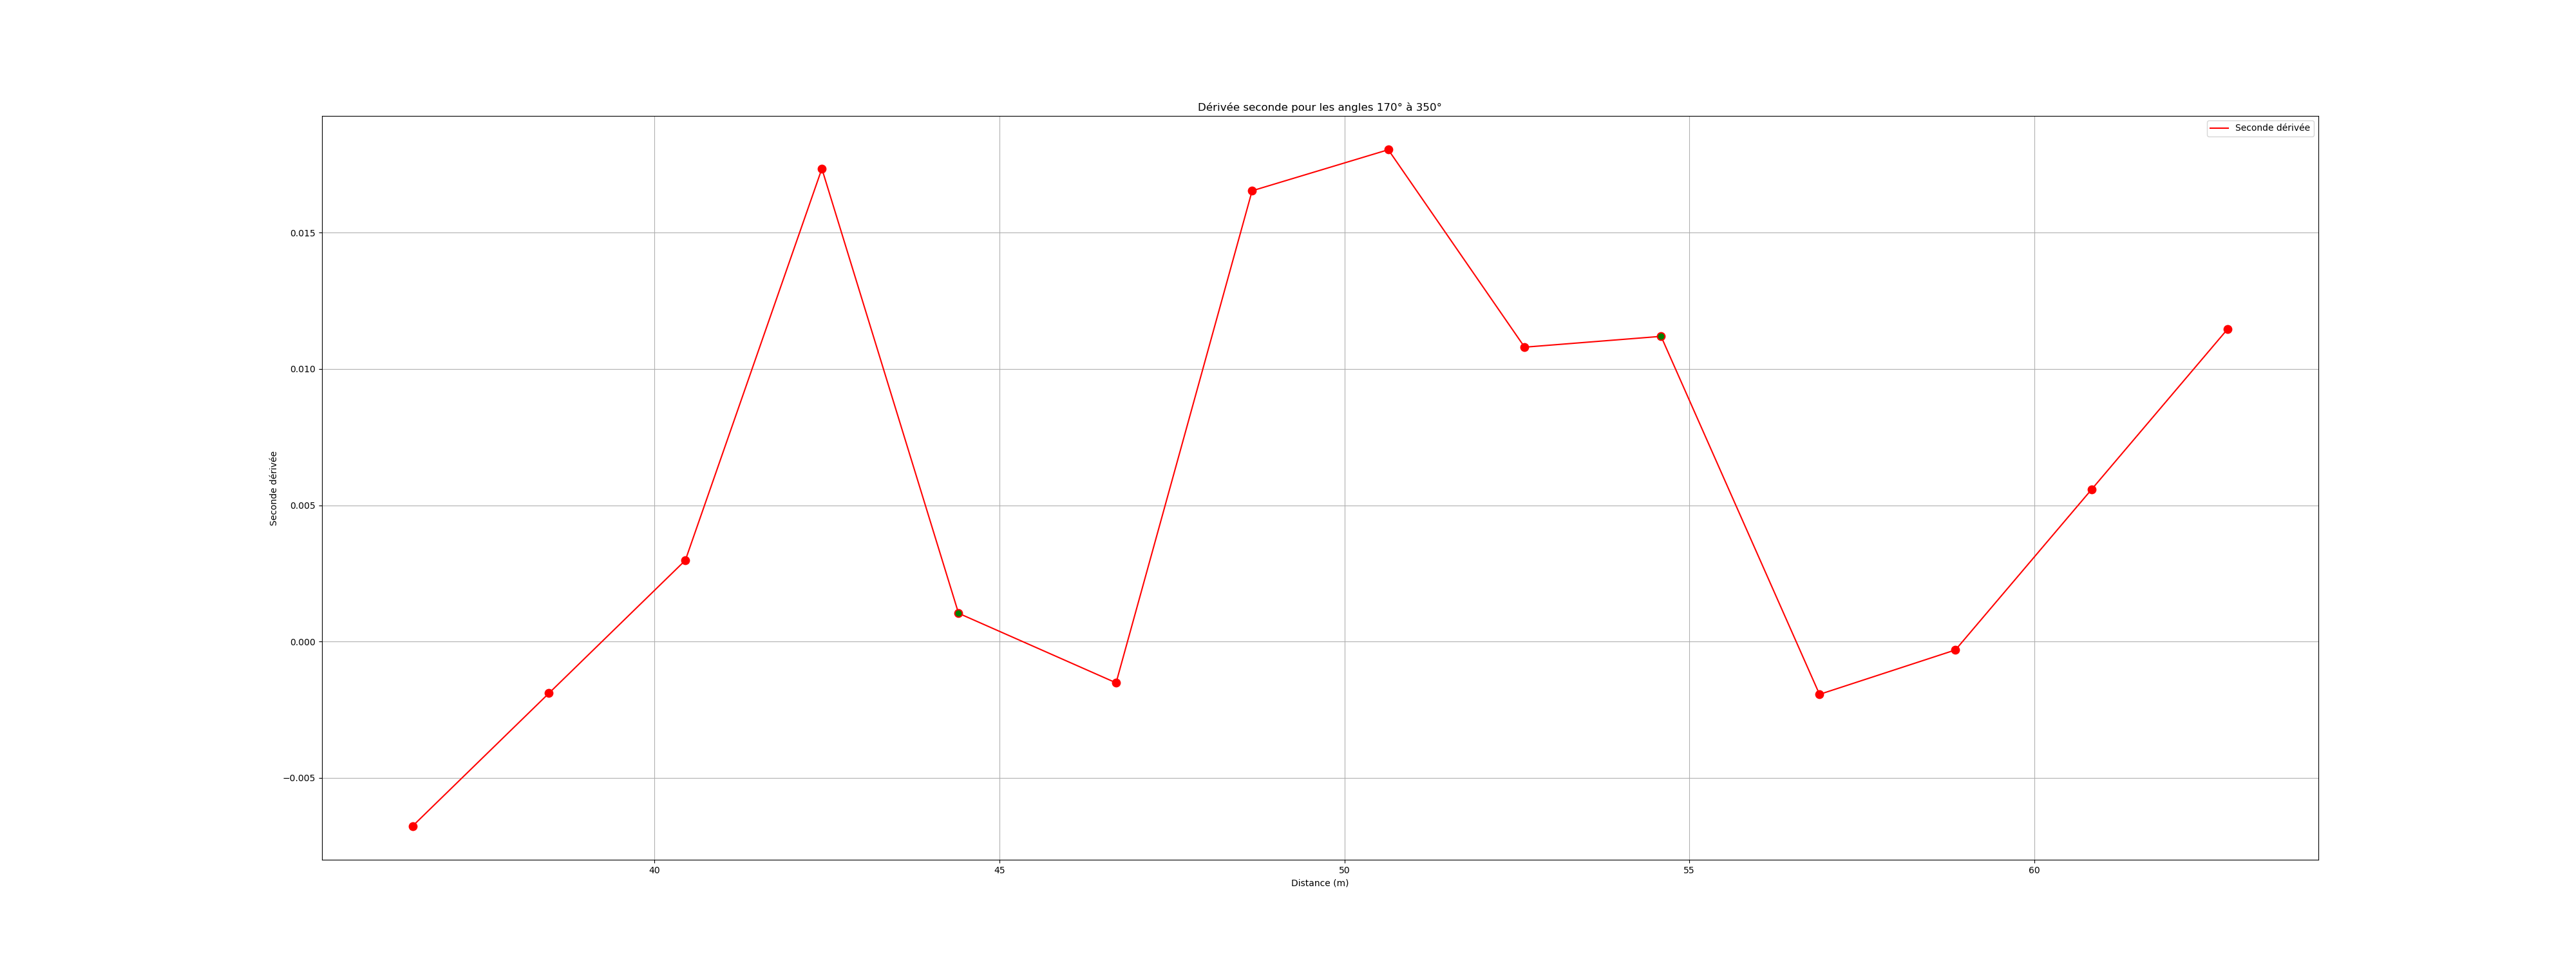 Dérivée seconde pour les angles 170° à 350°
Seconde dérivée
0.015
0.010
0.005
0.000
−0.005
Seconde dérivée
40 45 50 55 60
Distance (m)